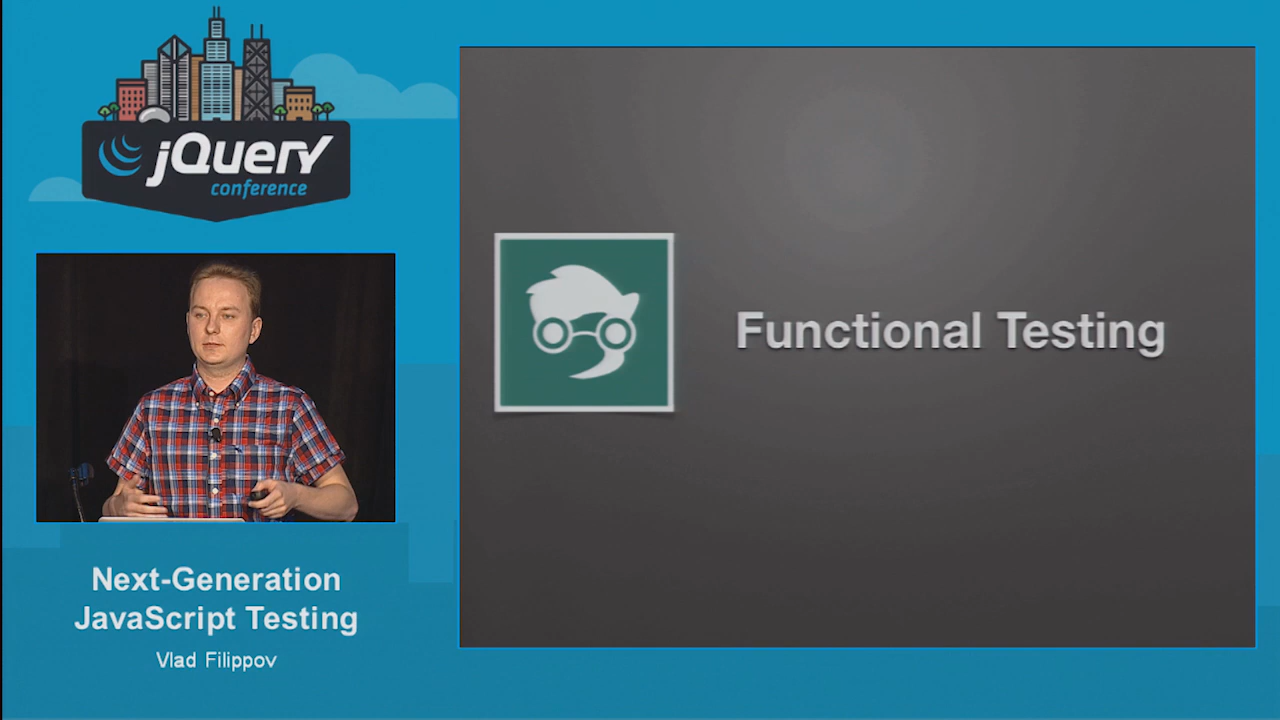 jQuery
conference
Functional Testing
Next-Generation
JavaScript Testing
Vlad Filippov